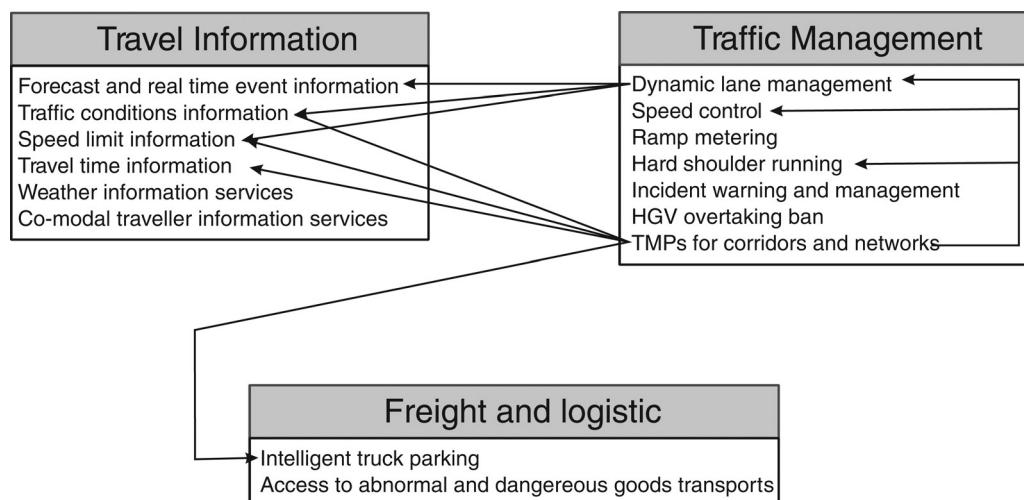 Travel Information
Forecast and real time event information
Traffic conditions information
Speed limit information
Travel time information
Weather information services
Co-modal traveller information services
Traffic Management
Dynamic lane management
Speed control
Ramp metering
Hard shoulder running
Incident warning and management
HGV overtaking ban
TMPs for corridors and networks
Freight and logistic
Intelligent truck parking
Access to abnormal and dangereous goods transports